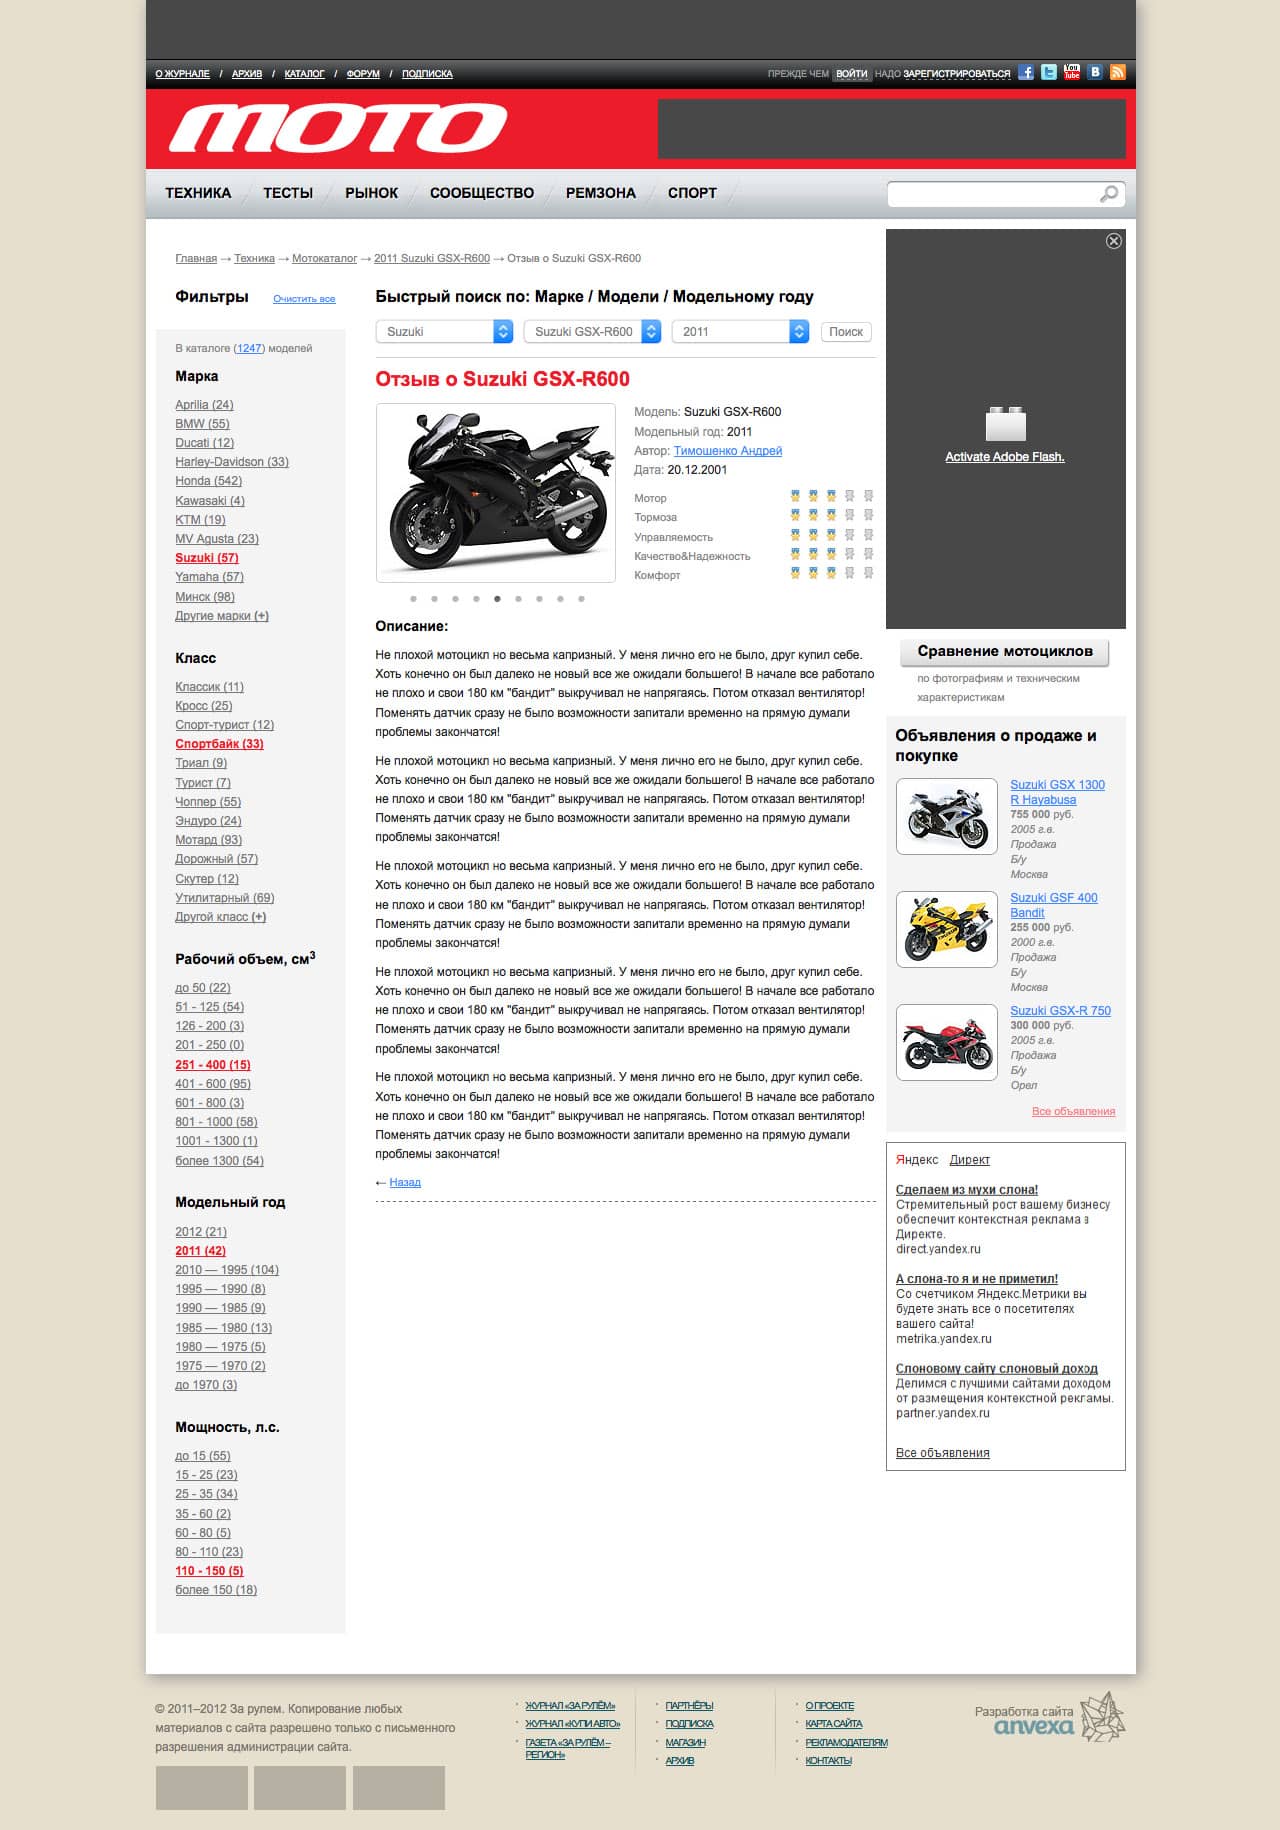 О ЖУРНАЛЕ / АРХИВ / КАТАЛОГ / ФОРУМ / ПОДПИСКА
ПРЕЖДЕ ЧЕМ ВОЙТИ НАДО ЗАРЕГИСТРИРОВАТЬСЯ
MOTO
ТЕХНИКА ТЕСТЫ РЫНОК СООБЩЕСТВО РЕМЗОНА СПОРТ
Главная → Техника → Мотокаталог → 2011 Suzuki GSX-R600 → Отзыв о Suzuki GSX-R600
Фильтры Очистить все
В каталоге (1247) моделей
Марка
Aprilia (24)
BMW (55)
Ducati (12)
Harley-Davidson (33)
Honda (542)
Kawasaki (4)
KTM (19)
MV Agusta (23)
Suzuki (57)
Yamaha (57)
Минск (98)
Другие марки (+)
Класс
Классик (11)
Кросс (25)
Спорт-турист (12)
Спортбайк (33)
Триал (9)
Турист (7)
Чоппер (55)
Эндуро (24)
Мотард (93)
Дорожный (57)
Скутер (12)
Утилитарный (69)
Другой класс (+)
Рабочий объем, см3
до 50 (22)
51 - 125 (54)
126 - 200 (3)
201 - 250 (0)
251 - 400 (15)
401 - 600 (95)
601 - 800 (3)
801 - 1000 (58)
1001 - 1300 (1)
более 1300 (54)
Модельный год
2012 (21)
2011 (42)
2010 — 1995 (104)
1995 — 1990 (8)
1990 — 1985 (9)
1985 — 1980 (13)
1980 — 1975 (5)
1975 — 1970 (2)
до 1970 (3)
Мощность, л.с.
до 15 (55)
15 - 25 (23)
25 - 35 (34)
35 - 60 (2)
60 - 80 (5)
80 - 110 (23)
110 - 150 (5)
более 150 (18)
Быстрый поиск по: Марке / Модели / Модельному году
Suzuki Suzuki GSX-R600 2011 Поиск
Отзыв о Suzuki GSX-R600
Модель: Suzuki GSX-R600
Модельный год: 2011
Автор: Тимошенко Андрей
Дата: 20.12.2001
Мотор
Тормоза
Управляемость
Качество&Надежность
Комфорт
Описание:
Не плохой мотоцикл но весьма капризный. У меня лично его не было, друг купил себе.
Хоть конечно он был далеко не новый все же ожидали большего! В начале все работало
не плохо и свои 180 км "бандит" выкручивал не напрягаясь. Потом отказал вентилятор!
Поменять датчик сразу не было возможности запитали временно на прямую думали
проблемы закончатся!
Не плохой мотоцикл но весьма капризный. У меня лично его не было, друг купил себе.
Хоть конечно он был далеко не новый все же ожидали большего! В начале все работало
не плохо и свои 180 км "бандит" выкручивал не напрягаясь. Потом отказал вентилятор!
Поменять датчик сразу не было возможности запитали временно на прямую думали
проблемы закончатся!
Не плохой мотоцикл но весьма капризный. У меня лично его не было, друг купил себе.
Хоть конечно он был далеко не новый все же ожидали большего! В начале все работало
не плохо и свои 180 км "бандит" выкручивал не напрягаясь. Потом отказал вентилятор!
Поменять датчик сразу не было возможности запитали временно на прямую думали
проблемы закончатся!
Не плохой мотоцикл но весьма капризный. У меня лично его не было, друг купил себе.
Хоть конечно он был далеко не новый все же ожидали большего! В начале все работало
не плохо и свои 180 км "бандит" выкручивал не напрягаясь. Потом отказал вентилятор!
Поменять датчик сразу не было возможности запитали временно на прямую думали
проблемы закончатся!
Не плохой мотоцикл но весьма капризный. У меня лично его не было, друг купил себе.
Хоть конечно он был далеко не новый все же ожидали большего! В начале все работало
не плохо и свои 180 км "бандит" выкручивал не напрягаясь. Потом отказал вентилятор!
Поменять датчик сразу не было возможности запитали временно на прямую думали
проблемы закончатся!
← Назад
Activate Adobe Flash.
Сравнение мотоциклов
по фотографиям и техническим
характеристикам
Объявления о продаже и
покупке
Suzuki GSX 1300
R Hayabusa
755 000 руб.
2005 г.в.
Продажа
Б/у
Москва
Suzuki GSF 400
Bandit
255 000 руб.
2000 г.в.
Продажа
Б/у
Москва
Suzuki GSX-R 750
300 000 руб.
2005 г.в.
Продажа
Б/у
Орел
Все объявления
Яндекс Директ
Сделаем из мухи слона!
Стремительный рост вашему бизнесу
обеспечит контекстная реклама в
Директе.
direct.yandex.ru
А слона-то я и не приметил!
Со счетчиком Яндекс.Метрики вы
будете знать все о посетителях
вашего сайта!
metrika.yandex.ru
Слоновому сайту слоновый доход
Делимся с лучшими сайтами доходом
от размещения контекстной рекламы.
partner.yandex.ru
Все объявления
© 2011–2012 За рулем. Копирование любых
материалов с сайта разрешено только с письменного
разрешения администрации сайта.
ЖУРНАЛ «ЗА РУЛЁМ»
ЖУРНАЛ «КУПИ АВТО»
ГАЗЕТА «ЗА РУЛЁМ –
РЕГИОН»
ПАРТНЁРЫ
ПОДПИСКА
МАГАЗИН
АРХИВ
О ПРОЕКТЕ
КАРТА САЙТА
РЕКЛАМОДАТЕЛЯМ
КОНТАКТЫ
Разработка сайта
anvexa